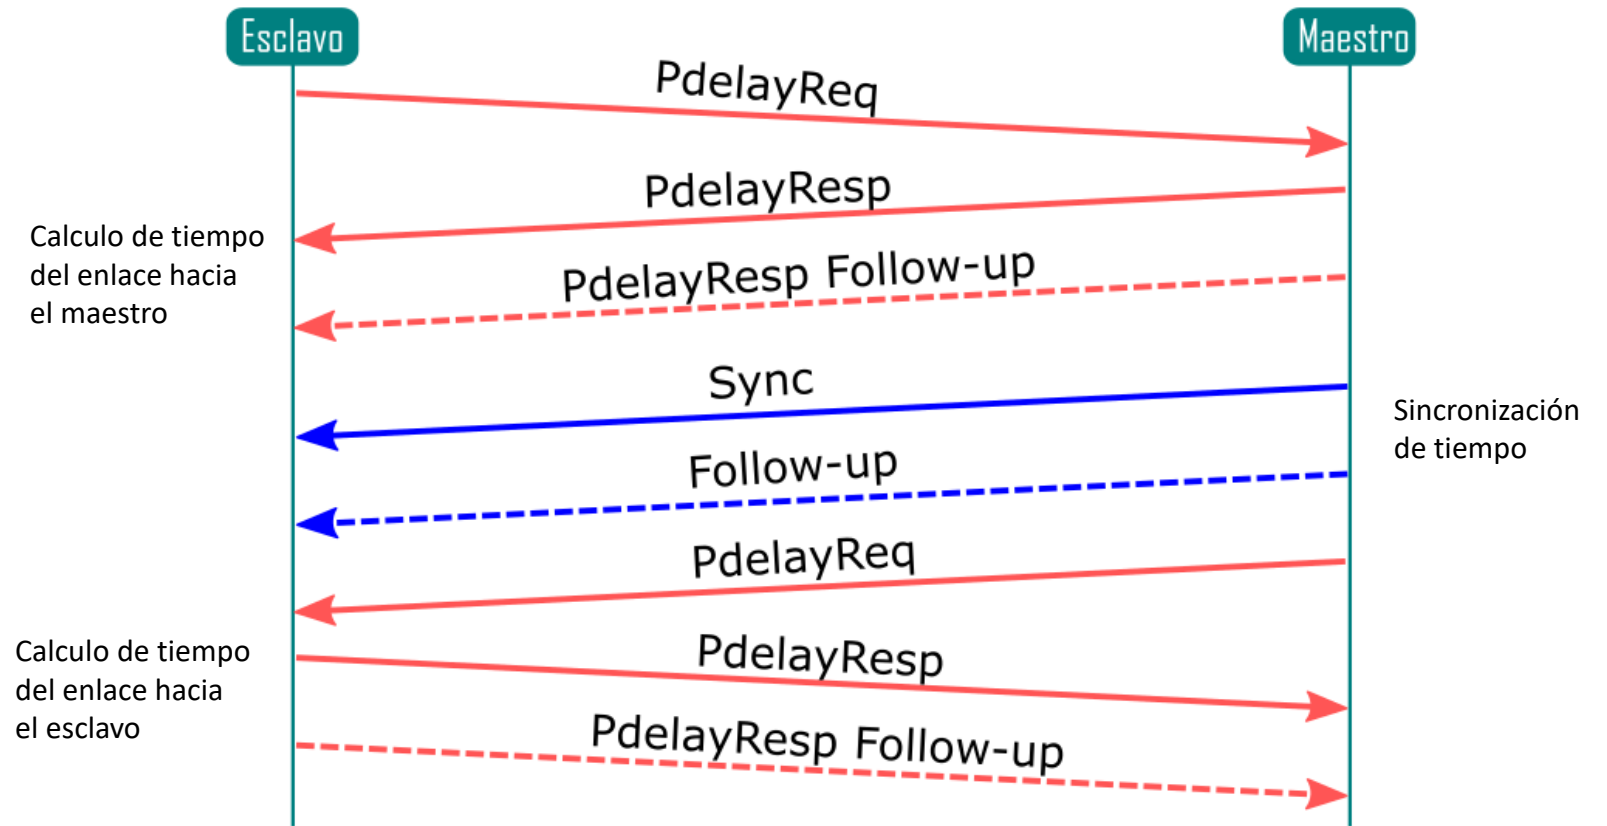 Esclavo
Maestro
PdelayReq
PdelayResp
Calculo de tiempo
del enlace hacia
el maestro
PdelayResp Follow-up
Sync
Sincronización
de tiempo
Follow-up
PdelayReq
Calculo de tiempo
del enlace hacia
el esclavo
PdelayResp
PdelayResp Follow-up